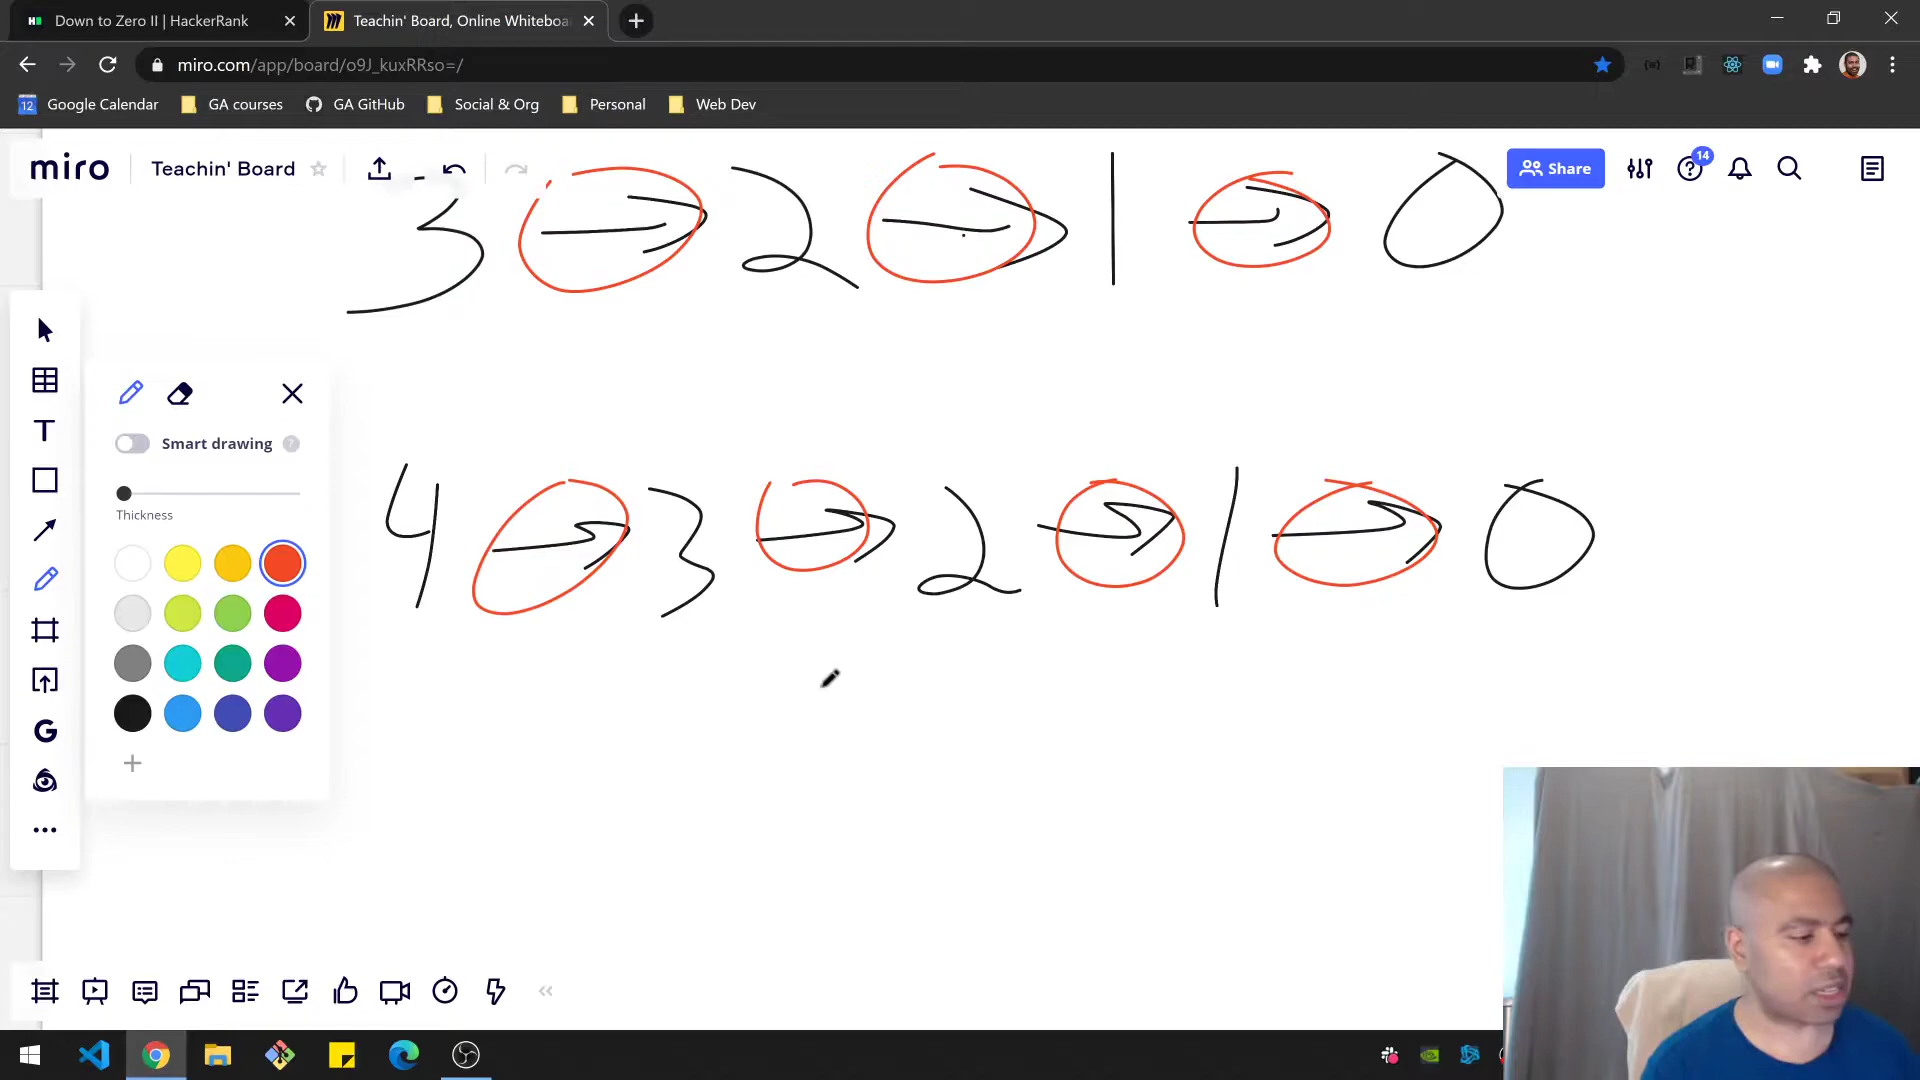 Down to Zero II | HackerRank
Teachin' Board, Online Whiteboa
miro.com/app/board/o9J_kuxRRso=/
12 Google Calendar GA courses GA GitHub Social & Org Personal Web Dev
miro Teachin' Board Share 14
3 → 2 → 1 → 0
Smart drawing ?
Thickness
4 → 3 → 2 → 1 → 0